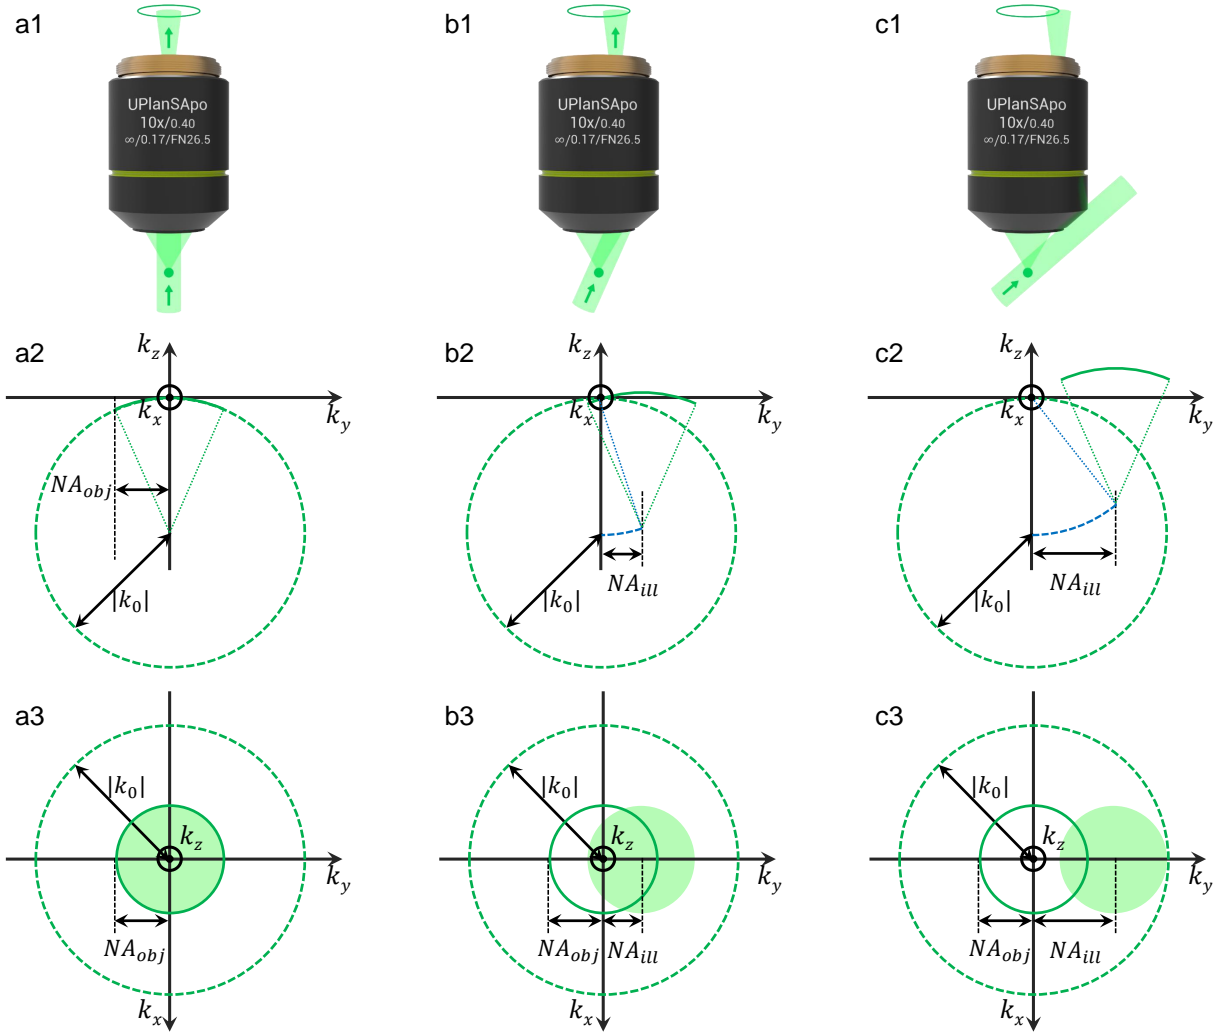 a1
b1
c1
UPlanSApo
10x/0.40
∞/0.17/FN26.5
UPlanSApo
10x/0.40
∞/0.17/FN26.5
UPlanSApo
10x/0.40
∞/0.17/FN26.5
a2
k_z
k_x
k_y
NA_obj
|k_0|
b2
k_z
k_x
k_y
NA_ill
|k_0|
c2
k_z
k_x
k_y
NA_ill
|k_0|
a3
|k_0|
k_z
k_y
NA_obj
k_x
b3
|k_0|
k_z
k_y
NA_obj
NA_ill
k_x
c3
|k_0|
k_z
k_y
NA_obj
NA_ill
k_x